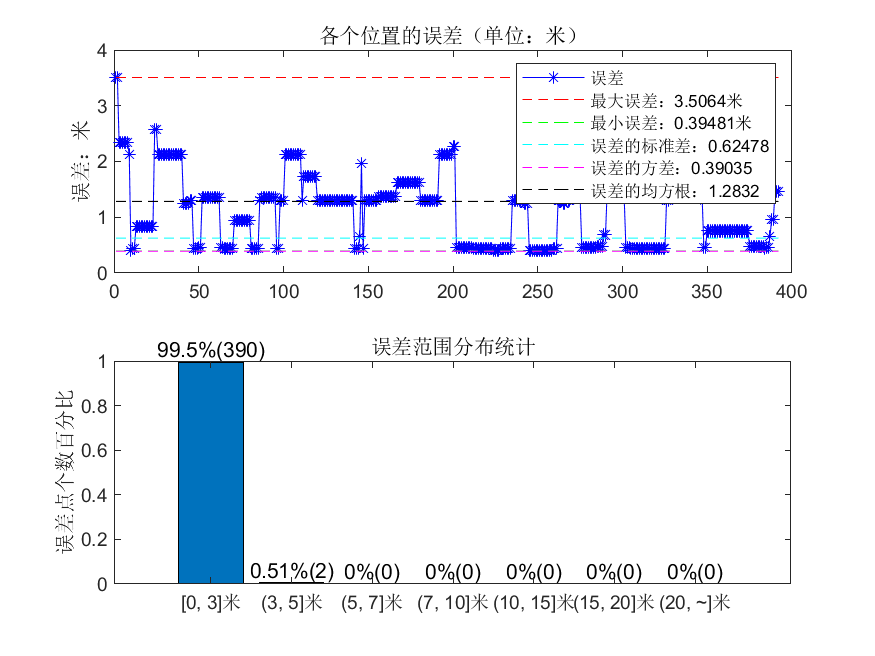 各个位置的误差（单位：米）
误差：米
4
3
2
1
0
误差
最大误差：3.5064米
最小误差：0.39481米
误差的标准差：0.62478
误差的方差：0.39035
误差的均方根：1.2832
0 50 100 150 200 250 300 350 400
误差范围分布统计
误差点个数百分比
1
0.8
0.6
0.4
0.2
0
99.5%(390) 0.51%(2) 0%(0) 0%(0) 0%(0) 0%(0) 0%(0)
[0, 3]米 (3, 5]米 (5, 7]米 (7, 10]米 (10, 15]米 (15, 20]米 (20, ~]米